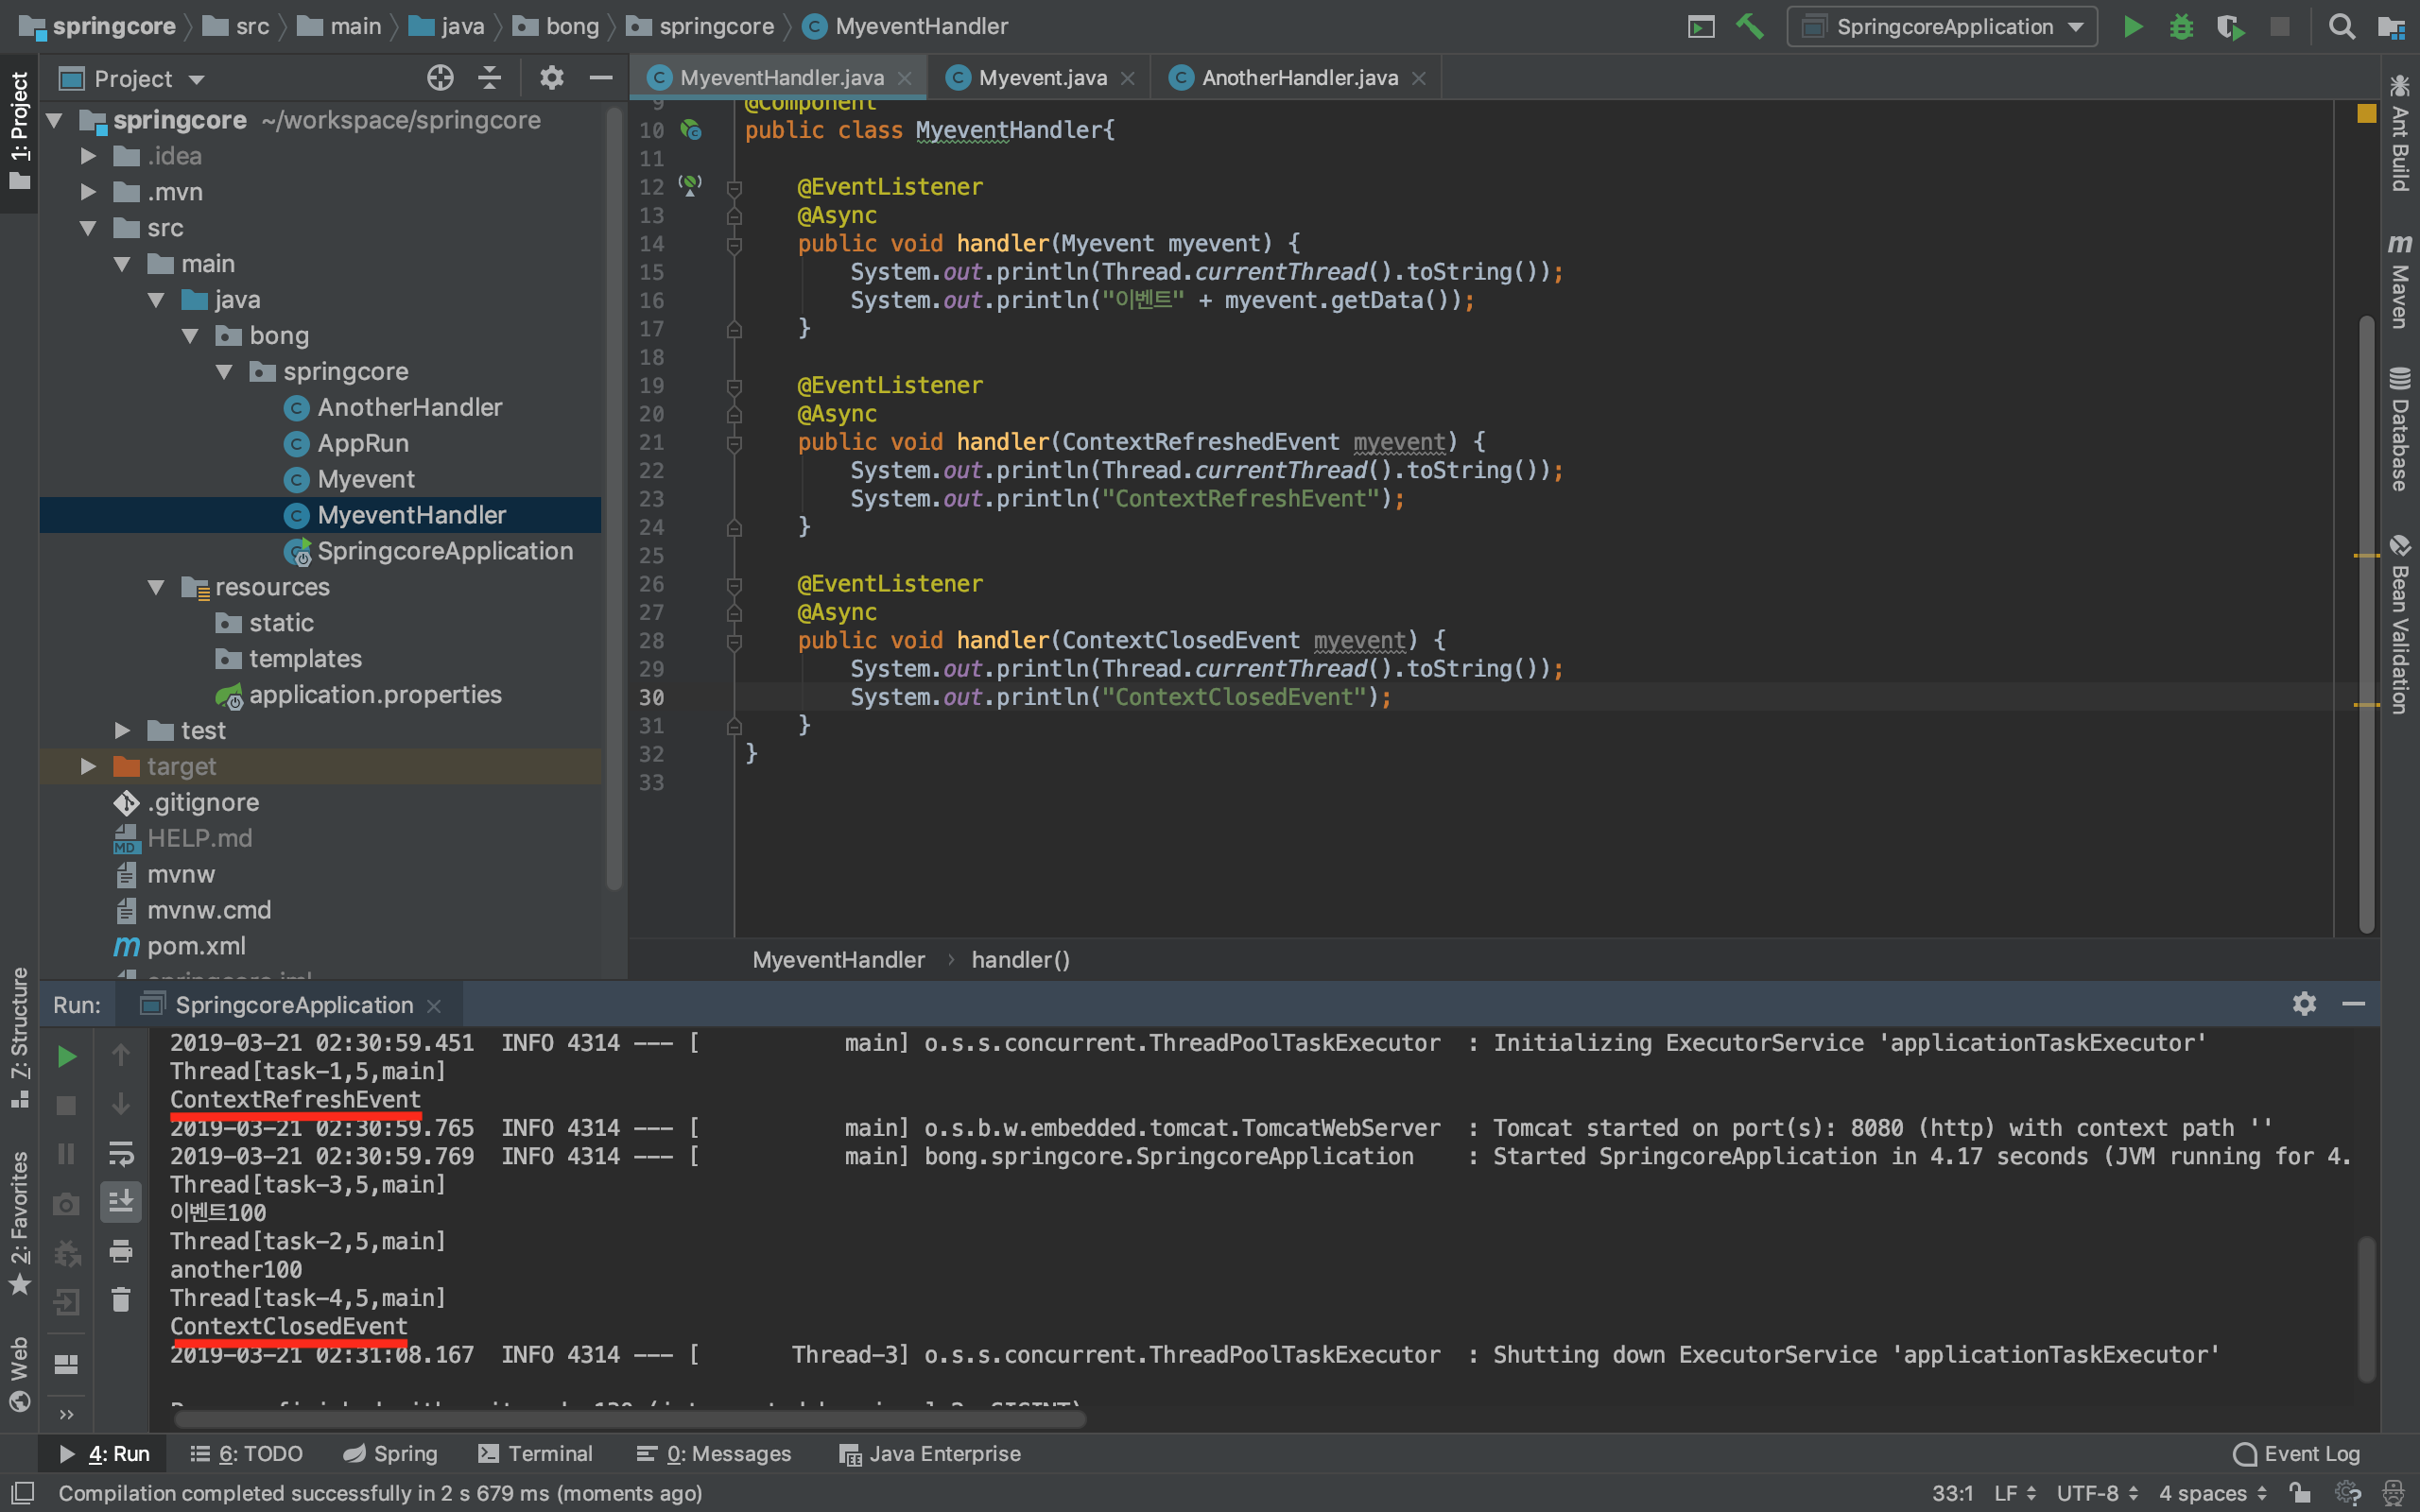 springcore src main java bong springcore MyeventHandler SpringcoreApplication
1: Project
Project
MyeventHandler.java Myevent.java AnotherHandler.java
springcore ~/workspace/springcore
.idea
.mvn
src
main
java
bong
springcore
AnotherHandler
AppRun
Myevent
MyeventHandler
SpringcoreApplication
resources
static
templates
application.properties
test
target
.gitignore
HELP.md
mvnw
mvnw.cmd
pom.xml
springcore.iml
9 @Component
10 public class MyeventHandler{
11
12 @EventListener
13 @Async
14 public void handler(Myevent myevent) {
15 System.out.println(Thread.currentThread().toString());
16 System.out.println("이벤트" + myevent.getData());
17 }
18
19 @EventListener
20 @Async
21 public void handler(ContextRefreshedEvent myevent) {
22 System.out.println(Thread.currentThread().toString());
23 System.out.println("ContextRefreshEvent");
24 }
25
26 @EventListener
27 @Async
28 public void handler(ContextClosedEvent myevent) {
29 System.out.println(Thread.currentThread().toString());
30 System.out.println("ContextClosedEvent");
31 }
32 }
33
MyeventHandler handler()
Ant Build
m Maven
Database
Bean Validation
7: Structure
2: Favorites
Web
Run: SpringcoreApplication
2019-03-21 02:30:59.451 INFO 4314 --- [ main] o.s.s.concurrent.ThreadPoolTaskExecutor : Initializing ExecutorService 'applicationTaskExecutor'
Thread[task-1,5,main]
ContextRefreshEvent
2019-03-21 02:30:59.765 INFO 4314 --- [ main] o.s.b.w.embedded.tomcat.TomcatWebServer : Tomcat started on port(s): 8080 (http) with context path ''
2019-03-21 02:30:59.769 INFO 4314 --- [ main] bong.springcore.SpringcoreApplication : Started SpringcoreApplication in 4.17 seconds (JVM running for 4.
Thread[task-3,5,main]
이벤트100
Thread[task-2,5,main]
another100
Thread[task-4,5,main]
ContextClosedEvent
2019-03-21 02:31:08.167 INFO 4314 --- [ Thread-3] o.s.s.concurrent.ThreadPoolTaskExecutor : Shutting down ExecutorService 'applicationTaskExecutor'
4: Run 6: TODO Spring Terminal 0: Messages Java Enterprise Event Log
Compilation completed successfully in 2 s 679 ms (moments ago) 33:1 LF UTF-8 4 spaces